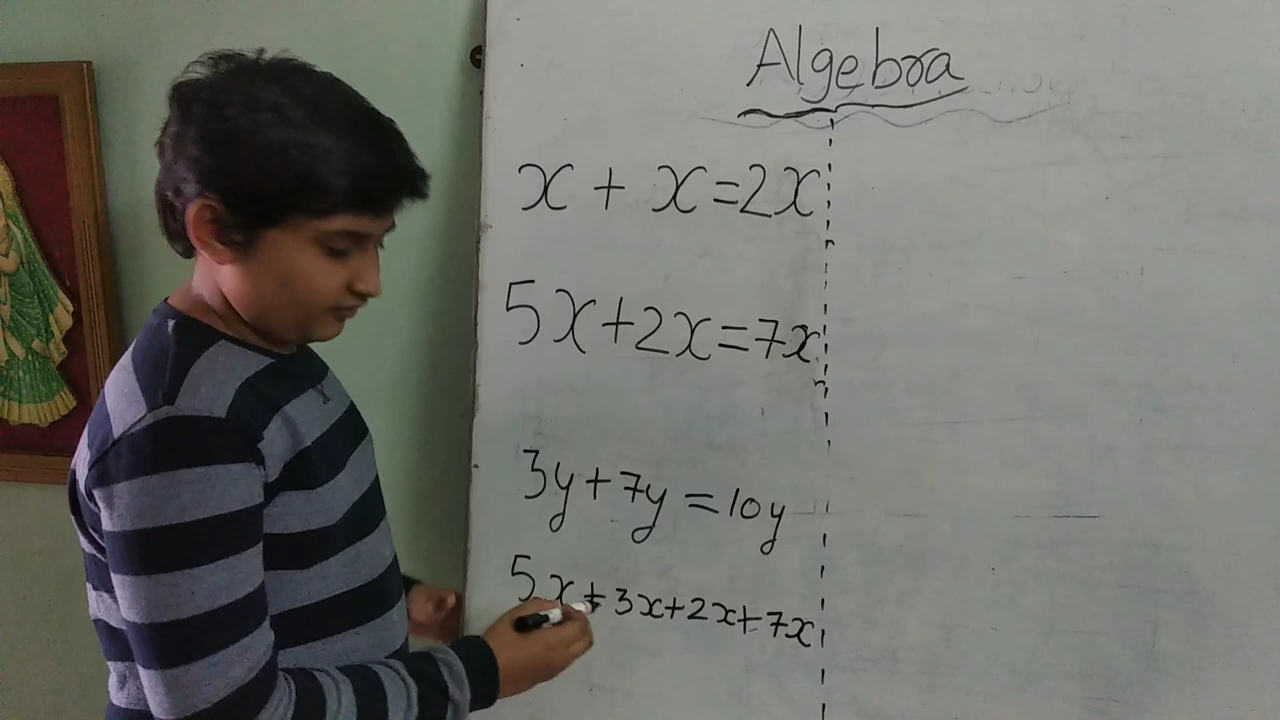 Algebra
x + x = 2x
5x + 2x = 7x
3y + 7y = 10y
5x + 3x + 2x + 7x